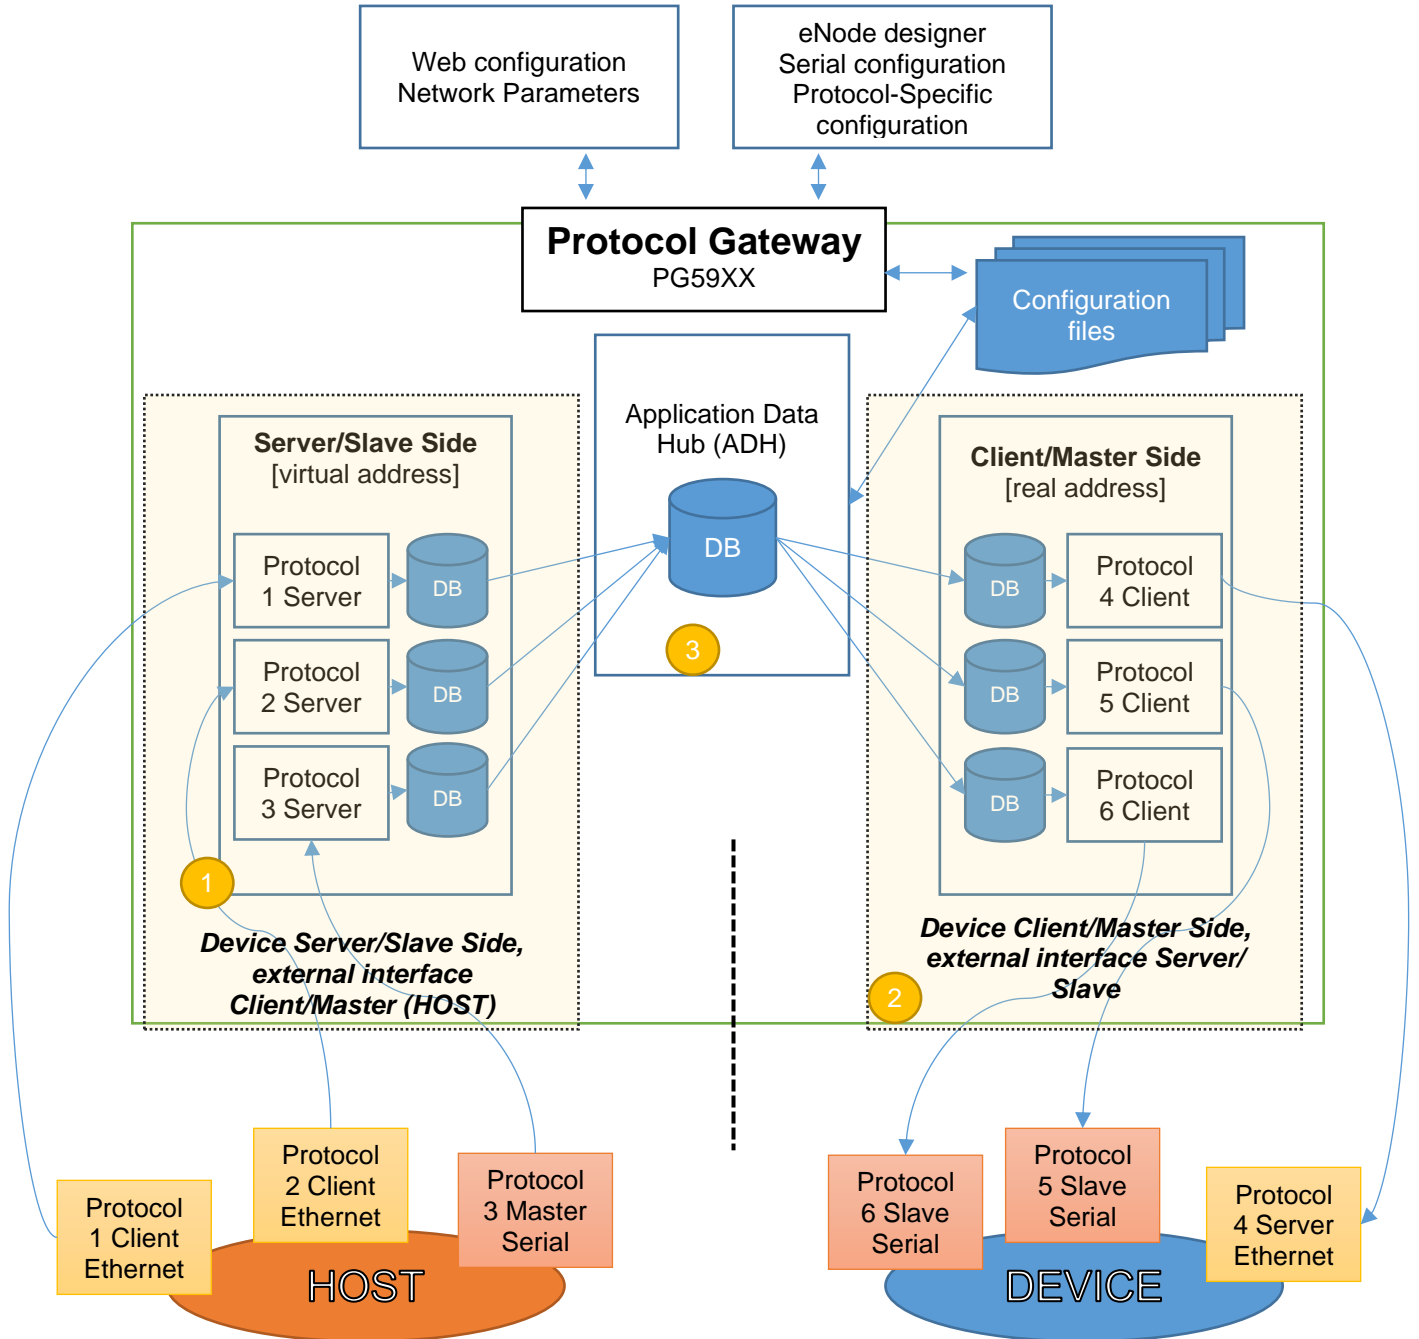 Web configuration
Network Parameters
eNode designer
Serial configuration
Protocol-Specific
configuration
Protocol Gateway
PG59XX
Configuration
files
Application Data
Hub (ADH)
DB
3
Server/Slave Side
[virtual address]
Protocol
1 Server
DB
Protocol
2 Server
DB
Protocol
3 Server
DB
1
Device Server/Slave Side,
external interface
Client/Master (HOST)
Client/Master Side
[real address]
DB
Protocol
4 Client
DB
Protocol
5 Client
DB
Protocol
6 Client
Device Client/Master Side,
external interface Server/
Slave
2
Protocol
1 Client
Ethernet
Protocol
2 Client
Ethernet
Protocol
3 Master
Serial
HOST
Protocol
6 Slave
Serial
Protocol
5 Slave
Serial
Protocol
4 Server
Ethernet
DEVICE